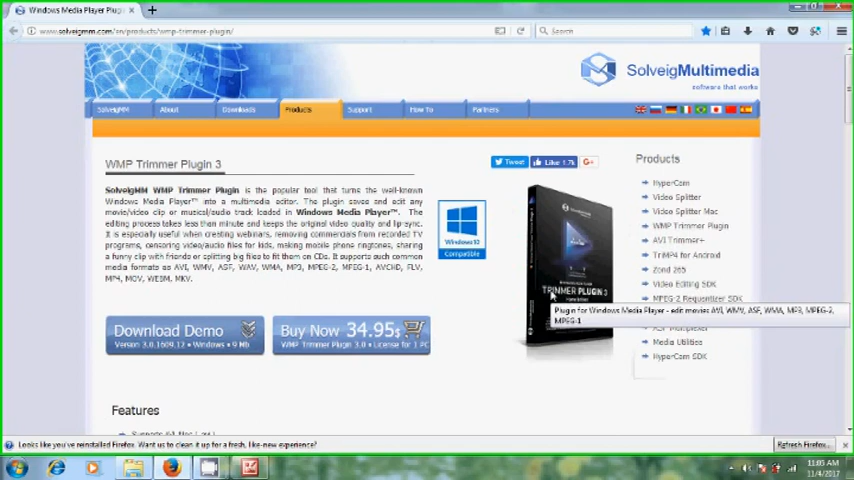 Windows Media Player Plugin
www.solveigmm.com/en/products/wmp-trimmer-plugin/
Search
SolveigMultimedia
software that works
SolveigMM
About
Downloads
Products
Support
How To
Partners
WMP Trimmer Plugin 3
Tweet
Like 1.7k
G+
Products
SolveigMM WMP Trimmer Plugin is the popular tool that turns the well-known
Windows Media Player™ into a multimedia editor. The plugin saves and edit any
movie/video clip or musical/audio track loaded in Windows Media Player™. The
editing process takes less than minute and keeps the original video quality and lip-sync.
It is especially useful when creating webinars, removing commercials from recorded TV
programs, censoring video/audio files for kids, making mobile phone ringtones, sharing
a funny clip with friends or splitting big files to fit them on CDs. It supports such common
media formats as AVI, WMV, ASF, WAV, WMA, MP3, MPEG-2, MPEG-1, AVCHD, FLV,
MP4, MOV, WEBM, MKV.
Windows 10
Compatible
TRIMMER PLUGIN 3
HyperCam
Video Splitter
Video Splitter Mac
WMP Trimmer Plugin
AVI Trimmer+
TriMP4 for Android
Zond 265
Video Editing SDK
MPEG-2 Requantizer SDK
Plugin for Windows Media Player - edit movies AVI, WMV, ASF, WMA, MP3, MPEG-2,
MPEG-1
Media Utilities
HyperCam SDK
Download Demo
Version 3.0.1609.12 • Windows • 9 Mb
Buy Now 34.95$
WMP Trimmer Plugin 3.0 • License for 1 PC
Features
Looks like you've reinstalled Firefox. Want us to clean it up for a fresh, like-new experience?
Refresh Firefox...
11:05 AM
11/4/2017